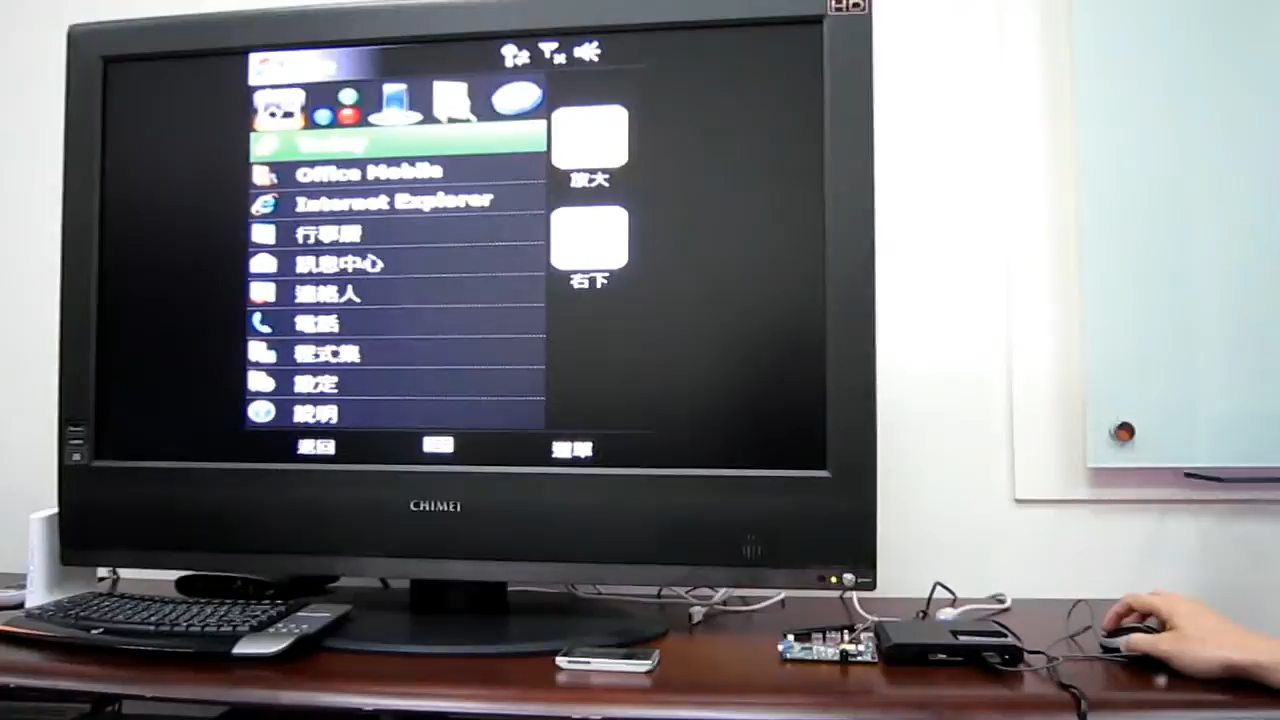 HD
Today
Office Mobile
Internet Explorer
行事曆
訊息中心
連絡人
電話
程式集
設定
說明
放大
右下
返回
選單
CHIMEI